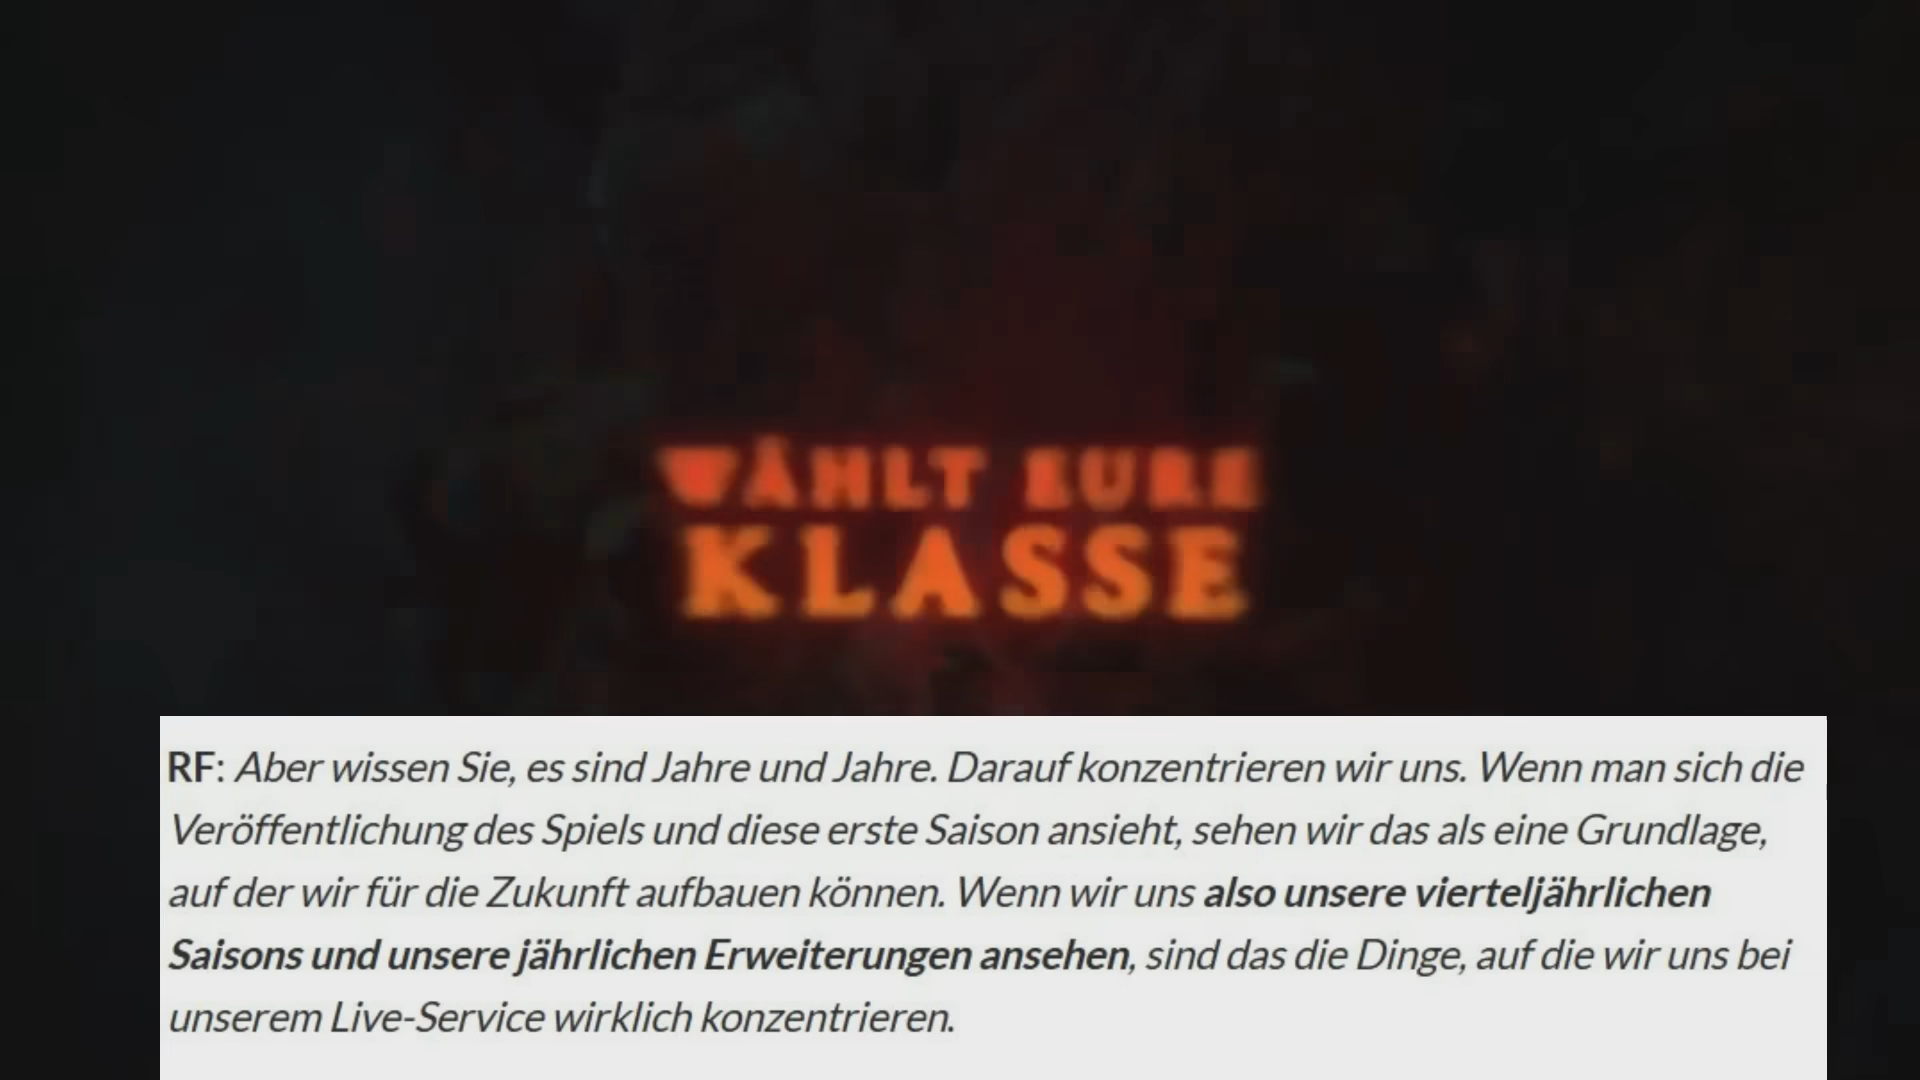 WÄHLT EURE
KLASSE
RF: Aber wissen Sie, es sind Jahre und Jahre. Darauf konzentrieren wir uns. Wenn man sich die
Veröffentlichung des Spiels und diese erste Saison ansieht, sehen wir das als eine Grundlage,
auf der wir für die Zukunft aufbauen können. Wenn wir uns also unsere vierteljährlichen
Saisons und unsere jährlichen Erweiterungen ansehen, sind das die Dinge, auf die wir uns bei
unserem Live-Service wirklich konzentrieren.